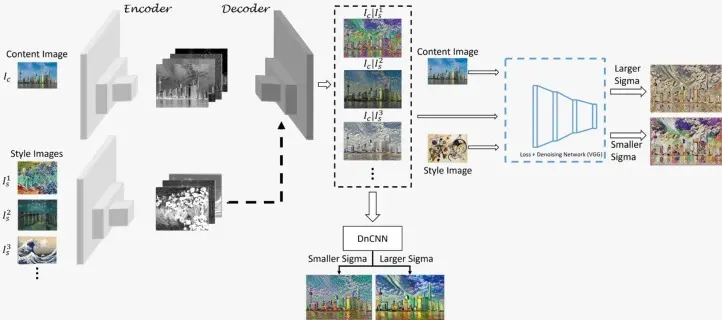 Encoder
Decoder
Content Image
I_c
Style Images
I_s^1
I_s^2
I_s^3
I_c|I_s^1
I_c|I_s^2
I_c|I_s^3
Content Image
Style Image
Loss + Denoising Network (VGG)
Larger
Sigma
Smaller
Sigma
DnCNN
Smaller Sigma
Larger Sigma